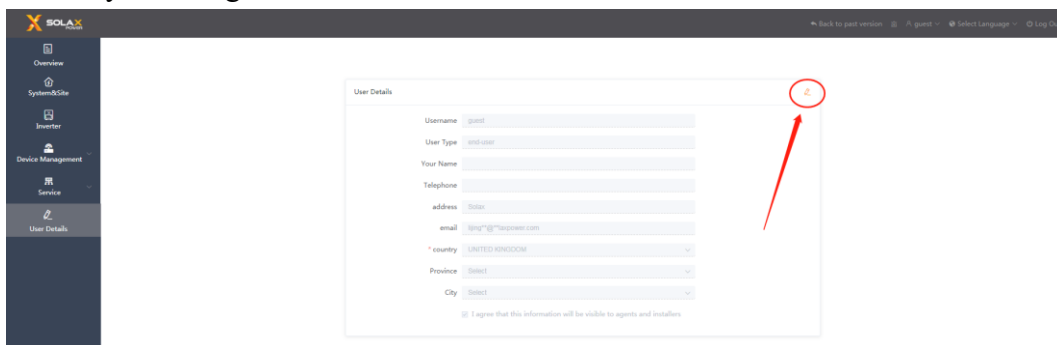 SOLAX
POWER
Back to past version guest Select Language Log Ou
Overview
System&Site
Inverter
Device Management
Service
User Details
User Details
Username guest
User Type end-user
Your Name
Telephone
address Solax
email
* country UNITED KINGDOM
Province Select
City Select
I agree that this information will be visible to agents and installers